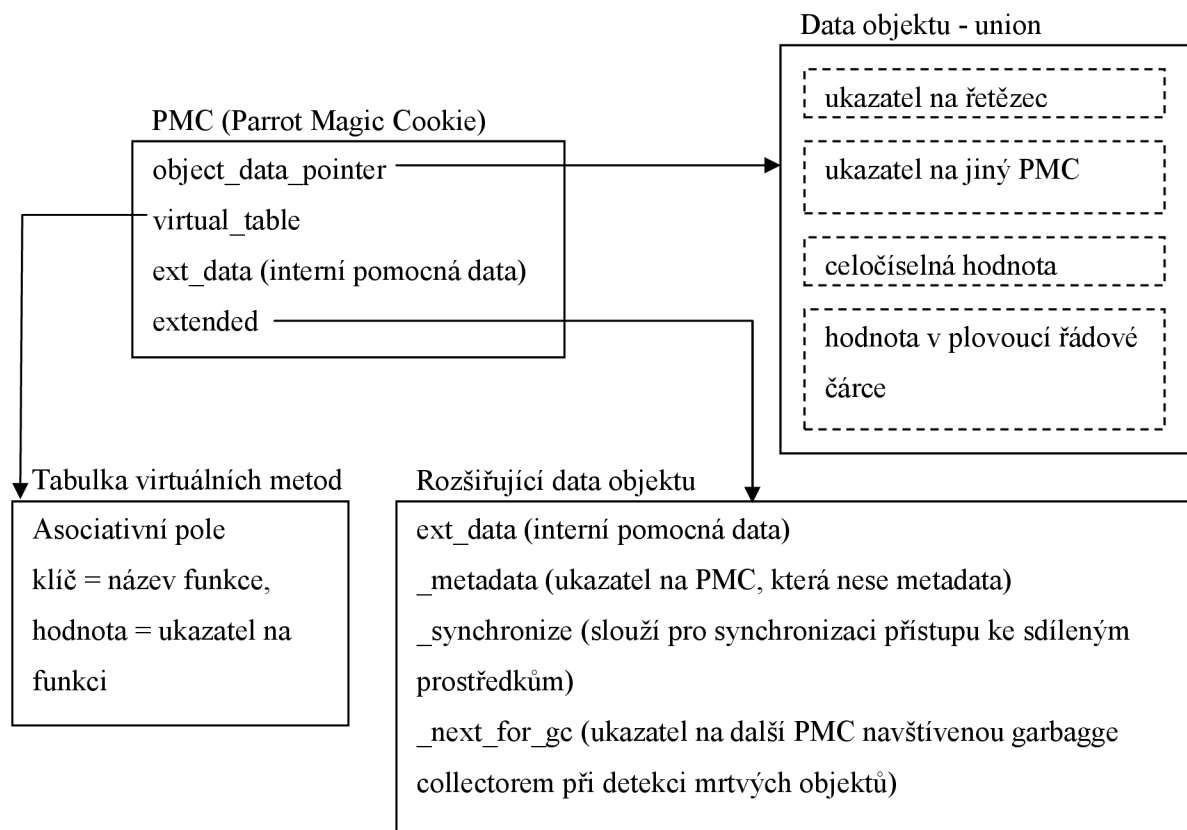 Data objektu - union
ukazatel na řetězec
ukazatel na jiný PMC
celočíselná hodnota
hodnota v plovoucí řádové
čárce
PMC (Parrot Magic Cookie)
object_data_pointer
virtual_table
ext_data (interní pomocná data)
extended
Tabulka virtuálních metod
Asociativní pole
klíč = název funkce,
hodnota = ukazatel na
funkci
Rozšiřující data objektu
ext_data (interní pomocná data)
_metadata (ukazatel na PMC, která nese metadata)
_synchronize (slouží pro synchronizaci přístupu ke sdíleným
prostředkům)
_next_for_gc (ukazatel na další PMC navštívenou garbagge
collectorem při detekci mrtvých objektů)